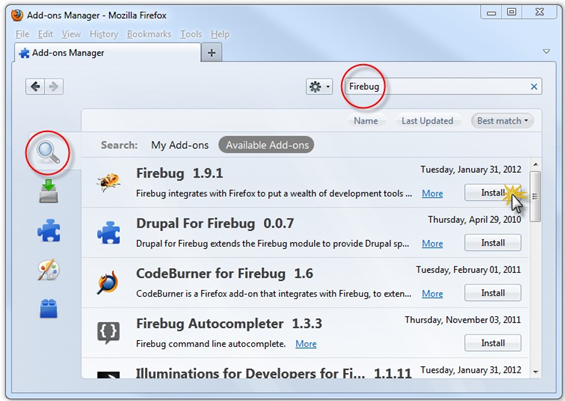 Add-ons Manager - Mozilla Firefox
File Edit View History Bookmarks Tools Help
Add-ons Manager
Firebug
Name Last Updated Best match
Search: My Add-ons Available Add-ons
Firebug 1.9.1 Tuesday, January 31, 2012
Firebug integrates with Firefox to put a wealth of development tools ... More Install
Drupal For Firebug 0.0.7 Thursday, April 29, 2010
Drupal for Firebug extends the Firebug module to provide Drupal sp... More Install
CodeBurner for Firebug 1.6 Tuesday, February 01, 2011
CodeBurner is a Firefox add-on that integrates with Firebug, to exten... More Install
Firebug Autocompleter 1.3.3 Thursday, November 03, 2011
Firebug command line autocomplete. More Install
Illuminations for Developers for Fi... 1.1.11 Tuesday, January 31, 2012